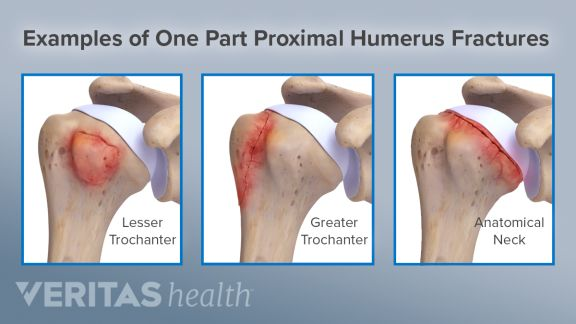 Examples of One Part Proximal Humerus Fractures
Lesser
Trochanter
Greater
Trochanter
Anatomical
Neck
VERITAS health